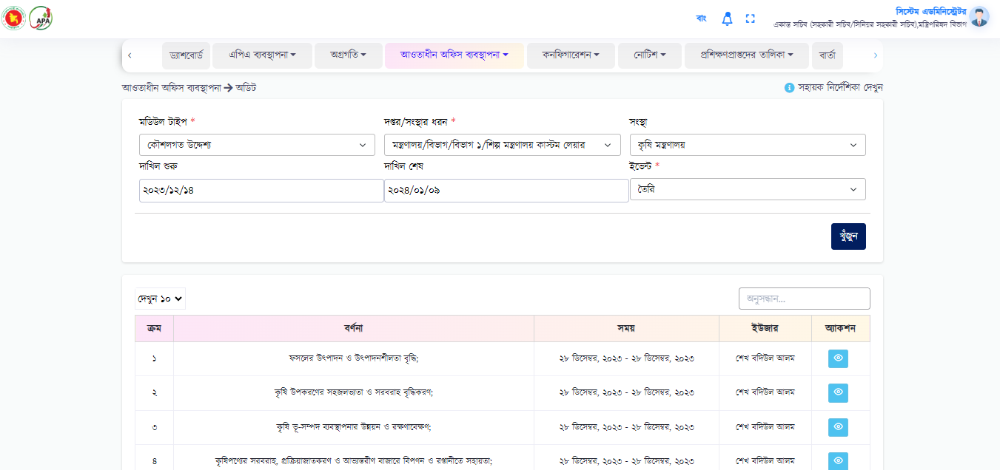 APA
বাং
সিস্টেম এডমিনিস্ট্রেটর
একান্ত সচিব (সহকারী সচিব/সিনিয়র সহকারী সচিব),মন্ত্রিপরিষদ বিভাগ
ড্যাশবোর্ড এপিএ ব্যবস্থাপনা অগ্রগতি আওতাধীন অফিস ব্যবস্থাপনা কনফিগারেশন নোটিশ প্রশিক্ষণপ্রাপ্তদের তালিকা বার্তা
আওতাধীন অফিস ব্যবস্থাপনা → অডিট
সহায়ক নির্দেশিকা দেখুন
মডিউল টাইপ * দপ্তর/সংস্থার ধরন * সংস্থা
কৌশলগত উদ্দেশ্য মন্ত্রণালয়/বিভাগ/বিভাগ ১/শিল্প মন্ত্রণালয় কাস্টম লেয়ার কৃষি মন্ত্রণালয়
দাখিল শুরু দাখিল শেষ ইভেন্ট *
২০২৩/১২/১৪ ২০২৪/০১/০৯ তৈরি
খুঁজুন
দেখুন ১০ অনুসন্ধান...
ক্রম বর্ণনা সময় ইউজার অ্যাকশন
১ ফসলের উৎপাদন ও উৎপাদনশীলতা বৃদ্ধি; ২৮ ডিসেম্বর, ২০২৩ - ২৮ ডিসেম্বর, ২০২৩ শেখ বদিউল আলম
২ কৃষি উপকরণের সহজলভ্যতা ও সরবরাহ বৃদ্ধিকরণ; ২৮ ডিসেম্বর, ২০২৩ - ২৮ ডিসেম্বর, ২০২৩ শেখ বদিউল আলম
৩ কৃষি ভূ-সম্পদ ব্যবস্থাপনার উন্নয়ন ও রক্ষণাবেক্ষণ; ২৮ ডিসেম্বর, ২০২৩ - ২৮ ডিসেম্বর, ২০২৩ শেখ বদিউল আলম
৪ কৃষিপণ্যের সরবরাহ, প্রক্রিয়াজাতকরণ ও আভ্যন্তরীণ বাজারে বিপণন ও রপ্তানীতে সহায়তা; ২৮ ডিসেম্বর, ২০২৩ - ২৮ ডিসেম্বর, ২০২৩ শেখ বদিউল আলম